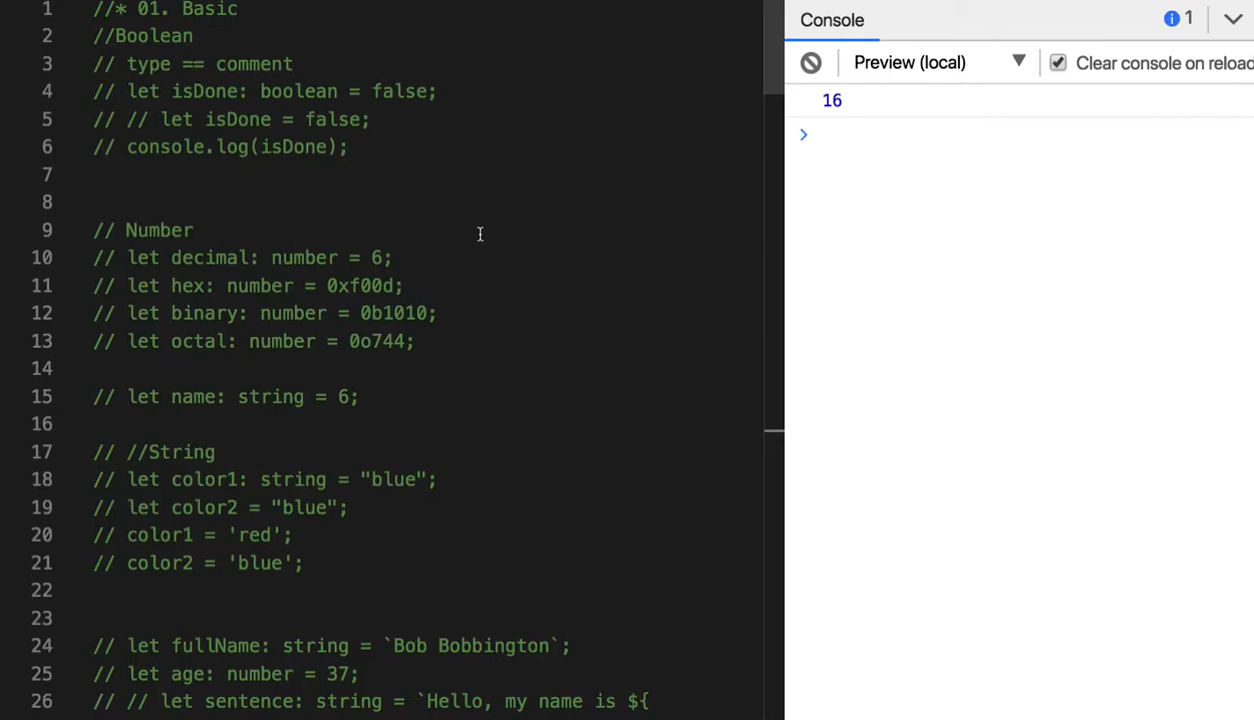 1 //* 01. Basic
2 //Boolean
3 // type == comment
4 // let isDone: boolean = false;
5 // // let isDone = false;
6 // console.log(isDone);
7
8
9 // Number
10 // let decimal: number = 6;
11 // let hex: number = 0xf00d;
12 // let binary: number = 0b1010;
13 // let octal: number = 0o744;
14
15 // let name: string = 6;
16
17 // //String
18 // let color1: string = "blue";
19 // let color2 = "blue";
20 // color1 = 'red';
21 // color2 = 'blue';
22
23
24 // let fullName: string = `Bob Bobbington`;
25 // let age: number = 37;
26 // // let sentence: string = `Hello, my name is ${
Console 1
Preview (local) Clear console on reload
16